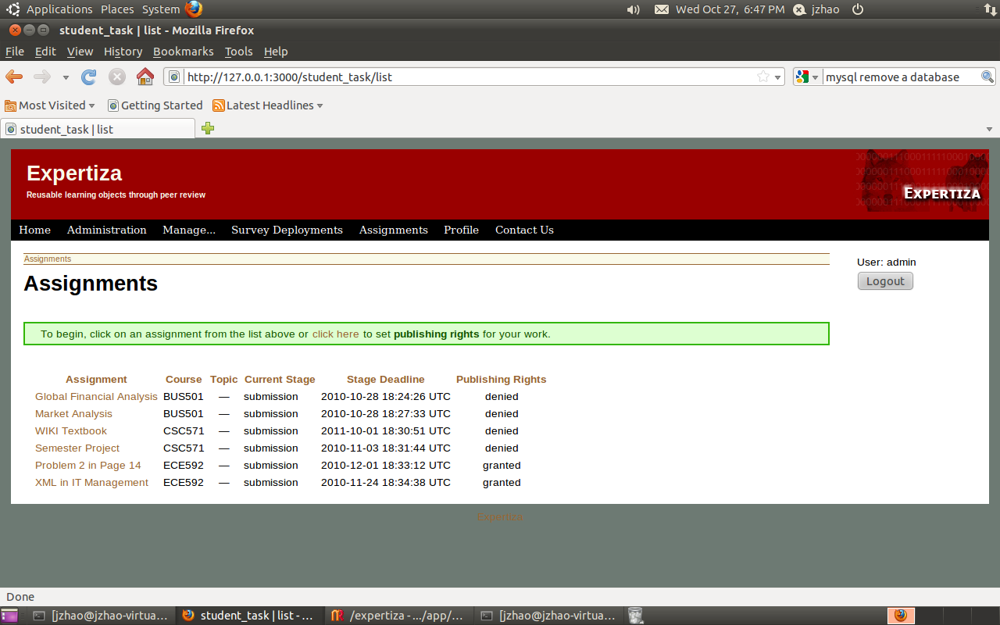 Applications Places System Wed Oct 27, 6:47 PM jzhao
student_task | list - Mozilla Firefox
File Edit View History Bookmarks Tools Help
http://127.0.0.1:3000/student_task/list mysql remove a database
Most Visited Getting Started Latest Headlines
student_task | list
Expertiza
Reusable learning objects through peer review
EXPERTIZA
Home Administration Manage... Survey Deployments Assignments Profile Contact Us
Assignments
User: admin
Assignments
Logout
To begin, click on an assignment from the list above or click here to set publishing rights for your work.
Assignment Course Topic Current Stage Stage Deadline Publishing Rights
Global Financial Analysis BUS501 — submission 2010-10-28 18:24:26 UTC denied
Market Analysis BUS501 — submission 2010-10-28 18:27:33 UTC denied
WIKI Textbook CSC571 — submission 2011-10-01 18:30:51 UTC denied
Semester Project CSC571 — submission 2010-11-03 18:31:44 UTC denied
Problem 2 in Page 14 ECE592 — submission 2010-12-01 18:33:12 UTC granted
XML in IT Management ECE592 — submission 2010-11-24 18:34:38 UTC granted
Expertiza
Done
[jzhao@jzhao-virtua... student_task | list - ... /expertiza - .../app/... [jzhao@jzhao-virtua...